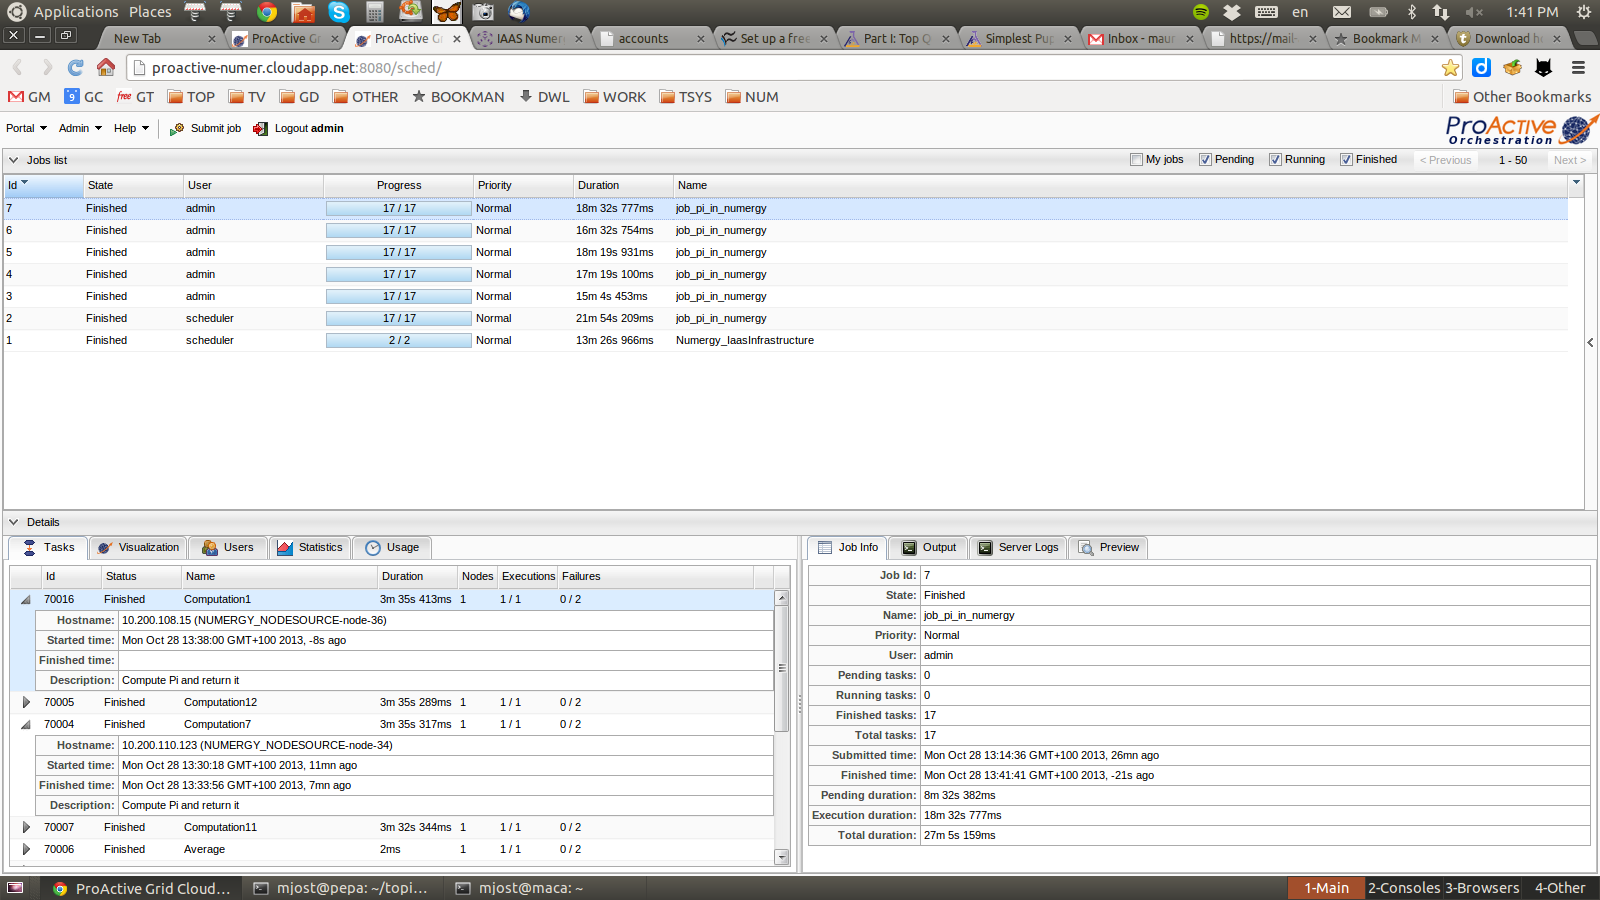 Applications Places en 1:41 PM
New Tab ProActive Gr ProActive Gr IAAS Numer accounts Set up a free Part I: Top Q Simplest Pup Inbox - mau https://mail- Bookmark M Download h
proactive-numer.cloudapp.net:8080/sched/
GM GC GT TOP TV GD OTHER BOOKMAN DWL WORK TSYS NUM Other Bookmarks
Portal Admin Help Submit job Logout admin
ProActive
Orchestration
Jobs list My jobs Pending Running Finished < Previous 1 - 50 Next >
Id State User Progress Priority Duration Name
7 Finished admin 17 / 17 Normal 18m 32s 777ms job_pi_in_numergy
6 Finished admin 17 / 17 Normal 16m 32s 754ms job_pi_in_numergy
5 Finished admin 17 / 17 Normal 18m 19s 931ms job_pi_in_numergy
4 Finished admin 17 / 17 Normal 17m 19s 100ms job_pi_in_numergy
3 Finished admin 17 / 17 Normal 15m 4s 453ms job_pi_in_numergy
2 Finished scheduler 17 / 17 Normal 21m 54s 209ms job_pi_in_numergy
1 Finished scheduler 2 / 2 Normal 13m 26s 966ms Numergy_IaasInfrastructure
Details
Tasks Visualization Users Statistics Usage
Id Status Name Duration Nodes Executions Failures
70016 Finished Computation1 3m 35s 413ms 1 1 / 1 0 / 2
Hostname: 10.200.108.15 (NUMERGY_NODESOURCE-node-36)
Started time: Mon Oct 28 13:38:00 GMT+100 2013, -8s ago
Finished time:
Description: Compute Pi and return it
70005 Finished Computation12 3m 35s 289ms 1 1 / 1 0 / 2
70004 Finished Computation7 3m 35s 317ms 1 1 / 1 0 / 2
Hostname: 10.200.110.123 (NUMERGY_NODESOURCE-node-34)
Started time: Mon Oct 28 13:30:18 GMT+100 2013, 11mn ago
Finished time: Mon Oct 28 13:33:56 GMT+100 2013, 7mn ago
Description: Compute Pi and return it
70007 Finished Computation11 3m 32s 344ms 1 1 / 1 0 / 2
70006 Finished Average 2ms 1 1 / 1 0 / 2
Job Info Output Server Logs Preview
Job Id: 7
State: Finished
Name: job_pi_in_numergy
Priority: Normal
User: admin
Pending tasks: 0
Running tasks: 0
Finished tasks: 17
Total tasks: 17
Submitted time: Mon Oct 28 13:14:36 GMT+100 2013, 26mn ago
Finished time: Mon Oct 28 13:41:41 GMT+100 2013, -21s ago
Pending duration: 8m 32s 382ms
Execution duration: 18m 32s 777ms
Total duration: 27m 5s 159ms
ProActive Grid Cloud... mjost@pepa: ~/topi... mjost@maca: ~ 1-Main 2-Consoles 3-Browsers 4-Other